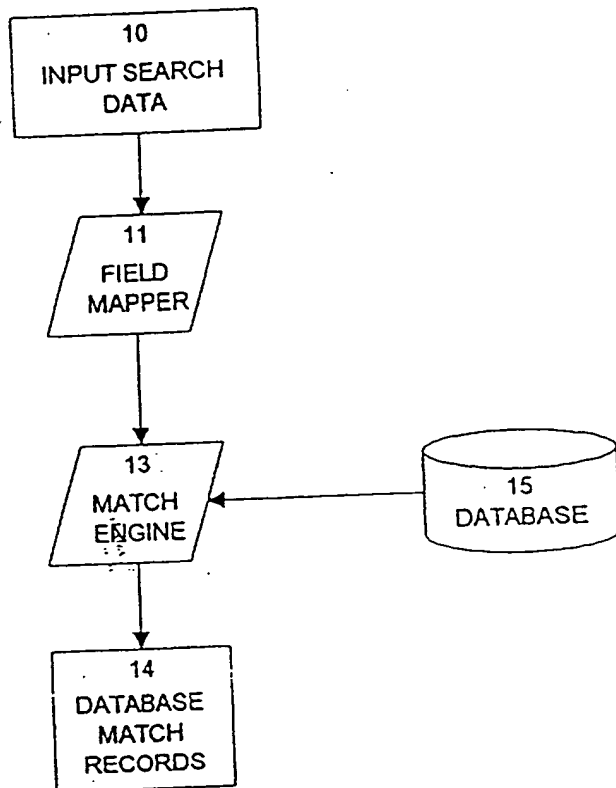 10
INPUT SEARCH
DATA
11
FIELD
MAPPER
13
MATCH
ENGINE
15
DATABASE
14
DATABASE
MATCH
RECORDS